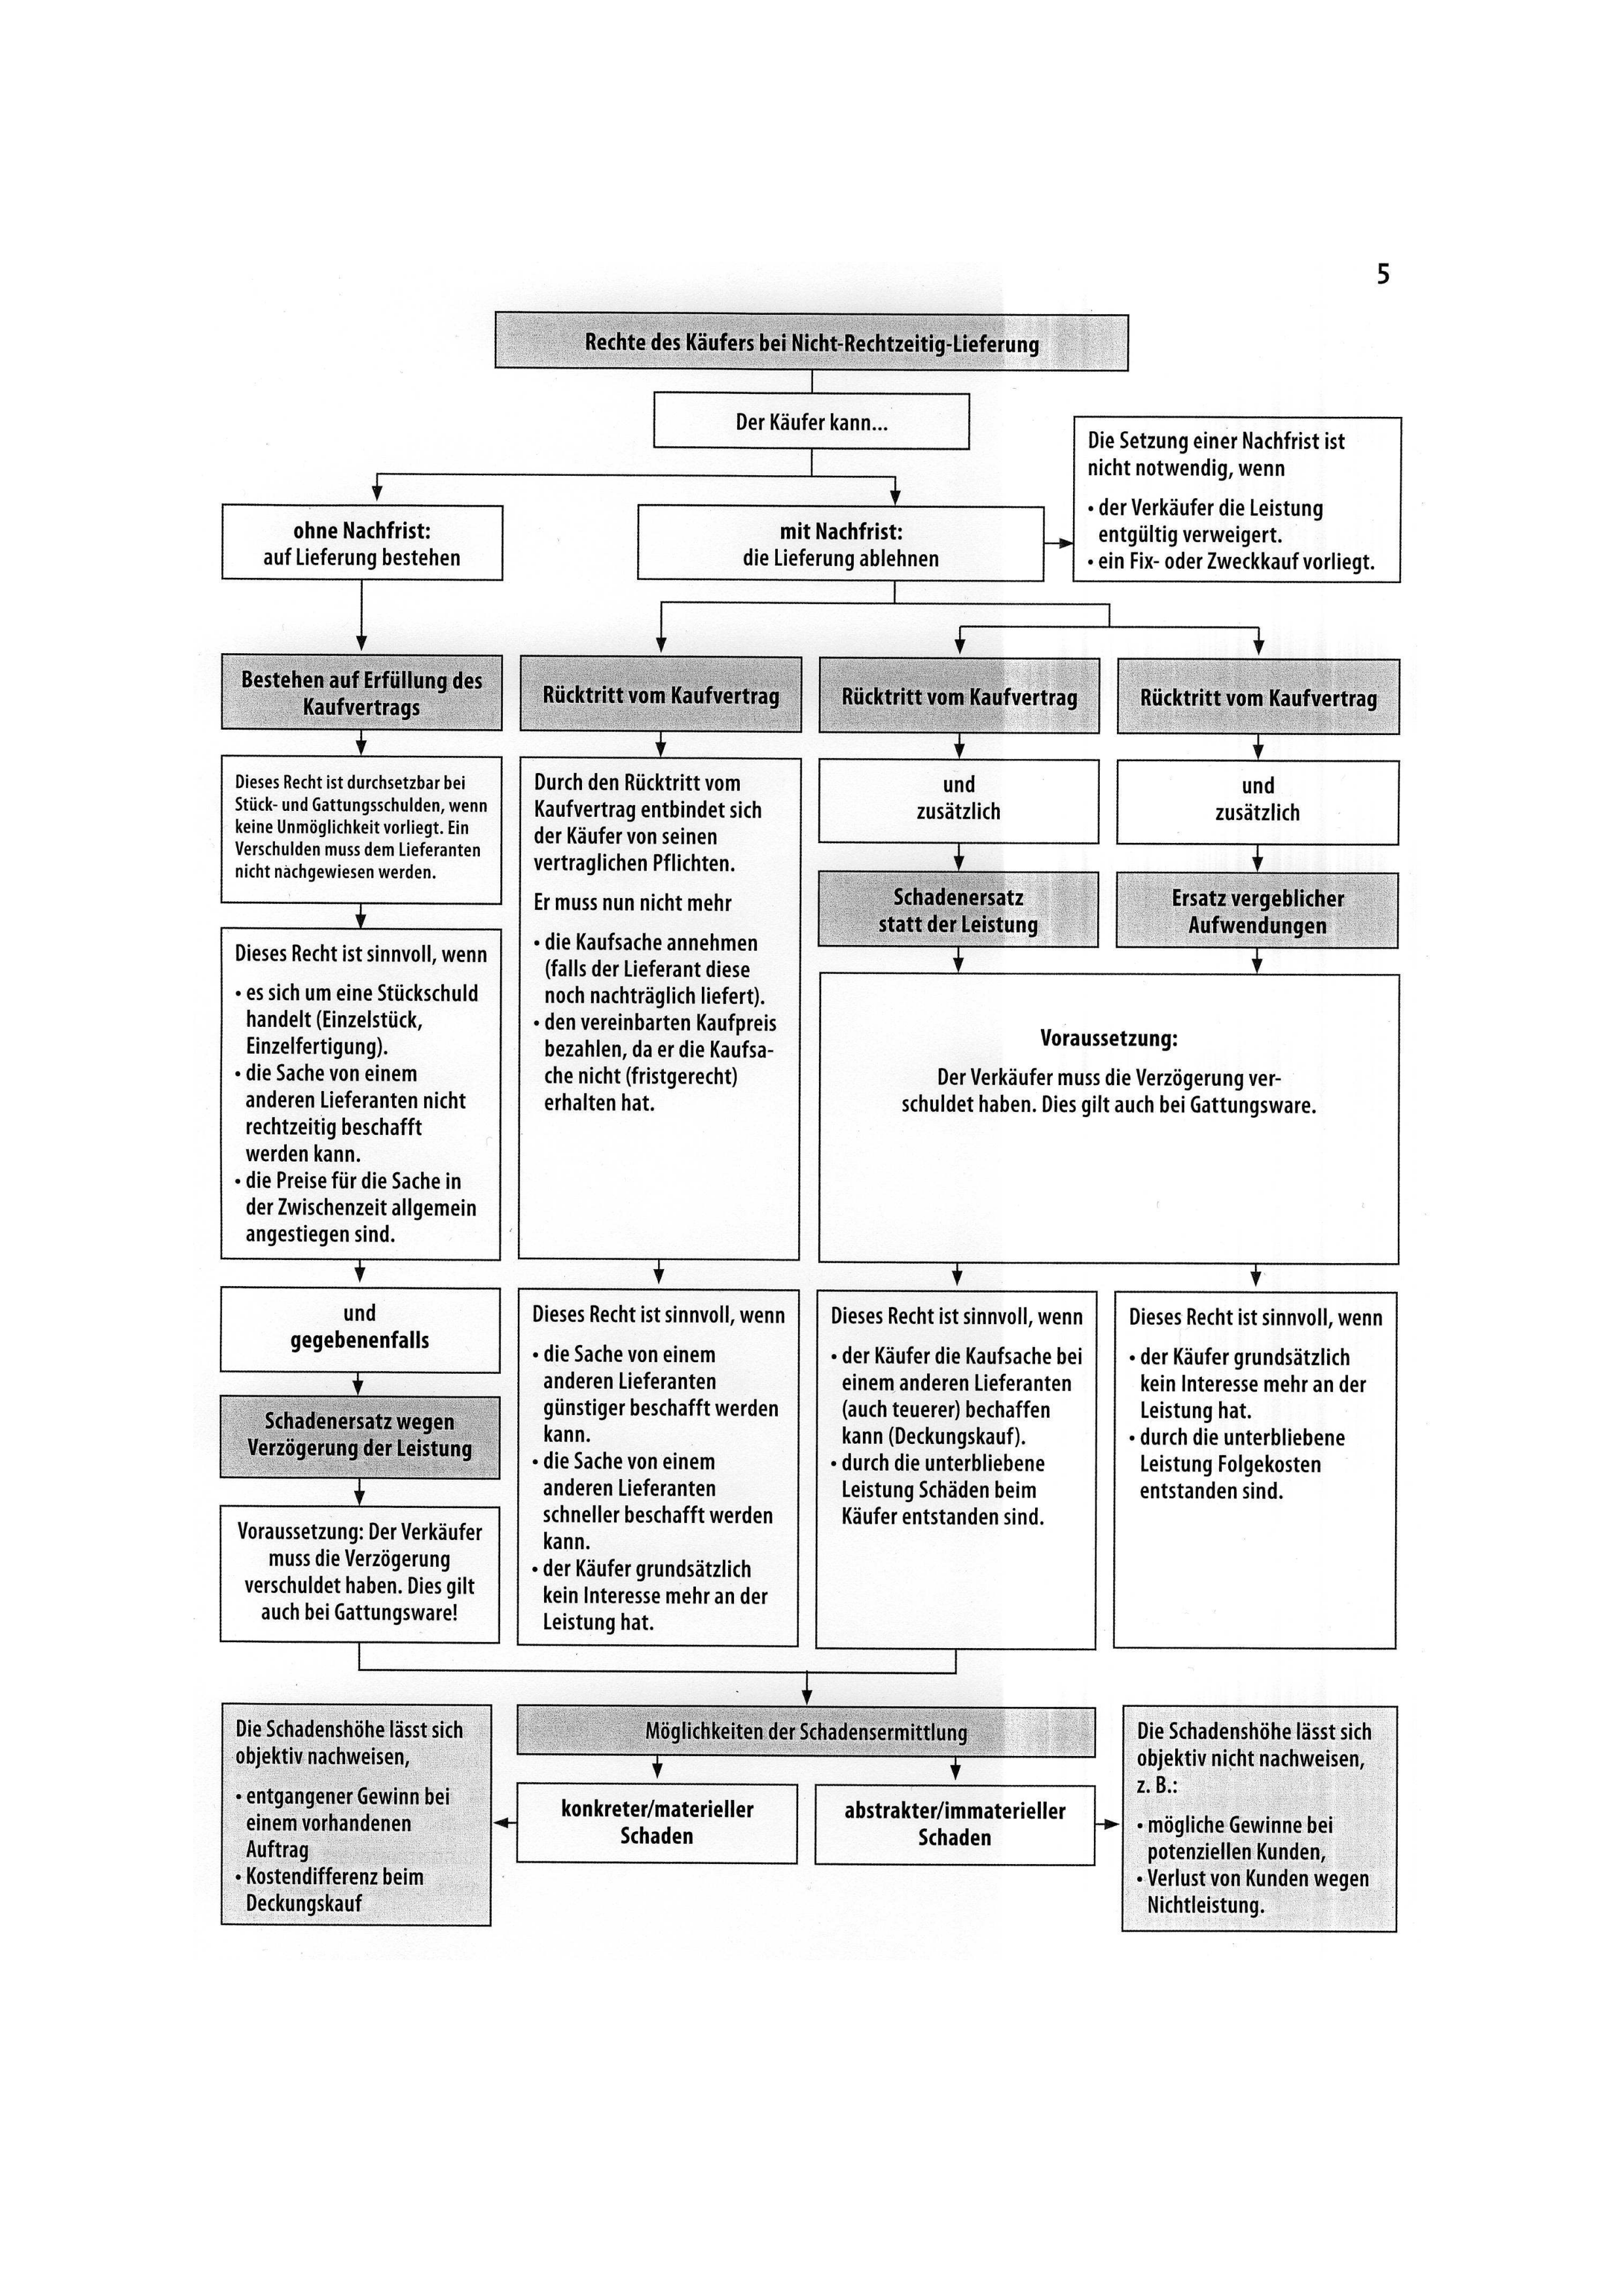 5
Rechte des Käufers bei Nicht-Rechtzeitig-Lieferung
Der Käufer kann...
Die Setzung einer Nachfrist ist
nicht notwendig, wenn
• der Verkäufer die Leistung
entgültig verweigert.
• ein Fix- oder Zweckkauf vorliegt.
ohne Nachfrist:
auf Lieferung bestehen
mit Nachfrist:
die Lieferung ablehnen
Bestehen auf Erfüllung des
Kaufvertrags
Dieses Recht ist durchsetzbar bei
Stück- und Gattungsschulden, wenn
keine Unmöglichkeit vorliegt. Ein
Verschulden muss dem Lieferanten
nicht nachgewiesen werden.
Dieses Recht ist sinnvoll, wenn
• es sich um eine Stückschuld
handelt (Einzelstück,
Einzelfertigung).
• die Sache von einem
anderen Lieferanten nicht
rechtzeitig beschafft
werden kann.
• die Preise für die Sache in
der Zwischenzeit allgemein
angestiegen sind.
und
gegebenenfalls
Schadenersatz wegen
Verzögerung der Leistung
Voraussetzung: Der Verkäufer
muss die Verzögerung
verschuldet haben. Dies gilt
auch bei Gattungsware!
Rücktritt vom Kaufvertrag
Durch den Rücktritt vom
Kaufvertrag entbindet sich
der Käufer von seinen
vertraglichen Pflichten.
Er muss nun nicht mehr
• die Kaufsache annehmen
(falls der Lieferant diese
noch nachträglich liefert).
• den vereinbarten Kaufpreis
bezahlen, da er die Kaufsa-
che nicht (fristgerecht)
erhalten hat.
Dieses Recht ist sinnvoll, wenn
• die Sache von einem
anderen Lieferanten
günstiger beschafft werden
kann.
• die Sache von einem
anderen Lieferanten
schneller beschafft werden
kann.
• der Käufer grundsätzlich
kein Interesse mehr an der
Leistung hat.
Rücktritt vom Kaufvertrag
und
zusätzlich
Schadenersatz
statt der Leistung
Rücktritt vom Kaufvertrag
und
zusätzlich
Ersatz vergeblicher
Aufwendungen
Voraussetzung:
Der Verkäufer muss die Verzögerung ver-
schuldet haben. Dies gilt auch bei Gattungsware.
Dieses Recht ist sinnvoll, wenn
• der Käufer die Kaufsache bei
einem anderen Lieferanten
(auch teuerer) bechaffen
kann (Deckungskauf).
• durch die unterbliebene
Leistung Schäden beim
Käufer entstanden sind.
Dieses Recht ist sinnvoll, wenn
• der Käufer grundsätzlich
kein Interesse mehr an der
Leistung hat.
• durch die unterbliebene
Leistung Folgekosten
entstanden sind.
Möglichkeiten der Schadensermittlung
konkreter/materieller
Schaden
abstrakter/immaterieller
Schaden
Die Schadenshöhe lässt sich
objektiv nachweisen,
• entgangener Gewinn bei
einem vorhandenen
Auftrag
• Kostendifferenz beim
Deckungskauf
Die Schadenshöhe lässt sich
objektiv nicht nachweisen,
z. B.:
• mögliche Gewinne bei
potenziellen Kunden,
• Verlust von Kunden wegen
Nichtleistung.